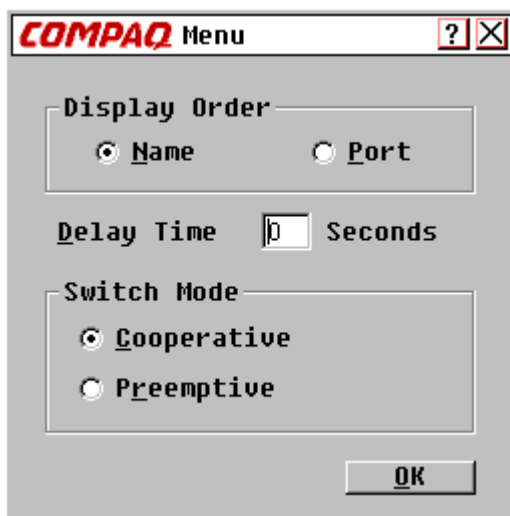 COMPAQ Menu ? X
Display Order
Name Port
Delay Time 0 Seconds
Switch Mode
Cooperative
Preemptive
OK